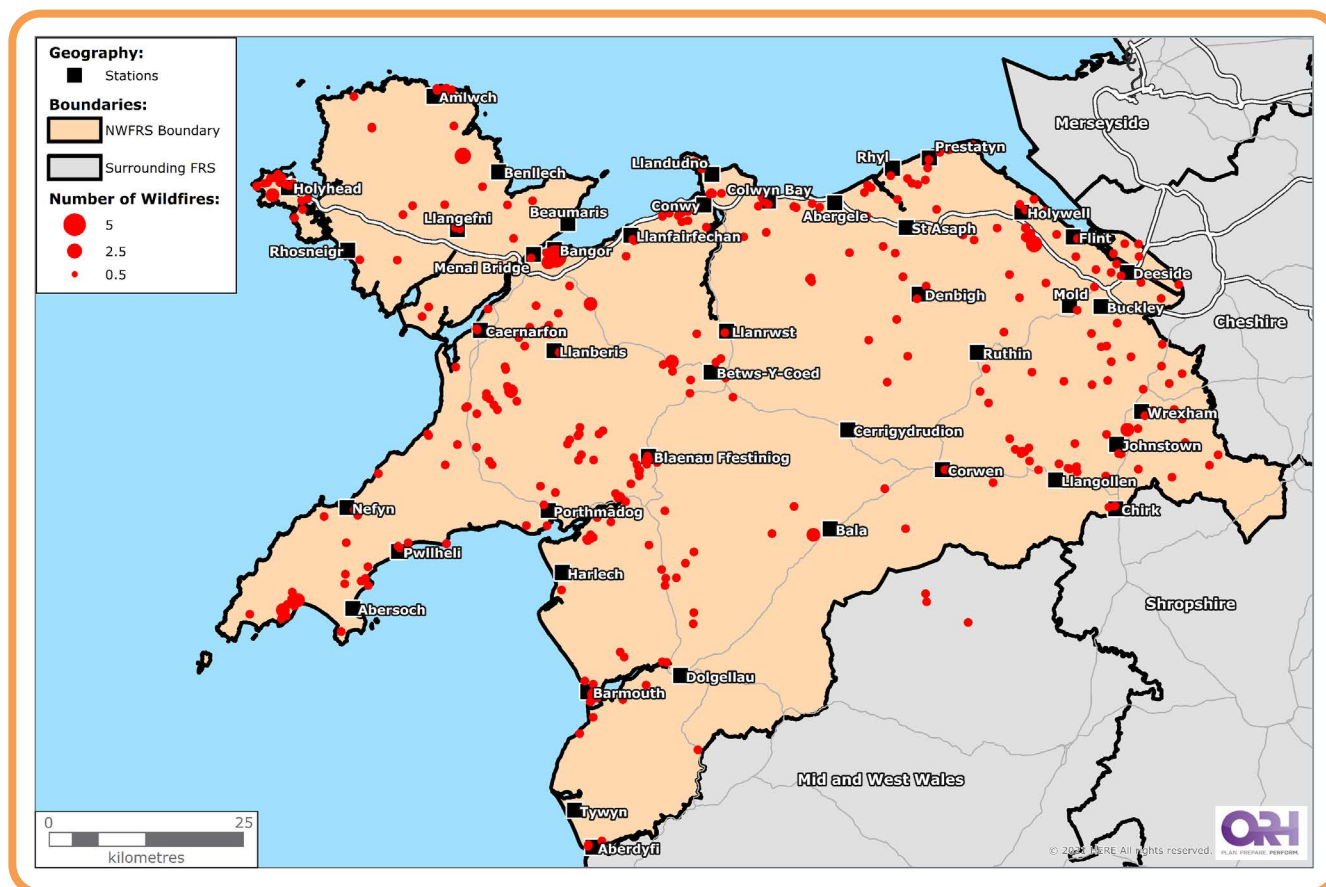 Geography:
Stations
Boundaries:
NWFRS Boundary
Surrounding FRS
Number of Wildfires:
5
2.5
0.5
Merseyside
Amlwch
Prestatyn
Rhyl
Llandudno
Benllech
Holyhead
Colwyn Bay
Conwy
Abergele
Holywell
Beaumaris
Llangefni
St Asaph
Flint
Llanfairfechan
Rhosneigr
Bangor
Menai Bridge
Deeside
Denbigh
Mold
Buckley
Cheshire
Caernarfon
Llanrwst
Llanberis
Ruthin
Betws-Y-Coed
Wrexham
Cerrigydrudion
Johnstown
Blaenau Ffestiniog
Corwen
Llangollen
Nefyn
Porthmadog
Chirk
Bala
Pwllheli
Harlech
Shropshire
Abersoch
Dolgellau
Barmouth
Mid and West Wales
Tywyn
Aberdyfi
0 25
kilometres
ORH
PLAN. PREPARE. PERFORM.
HERE All rights reserved.